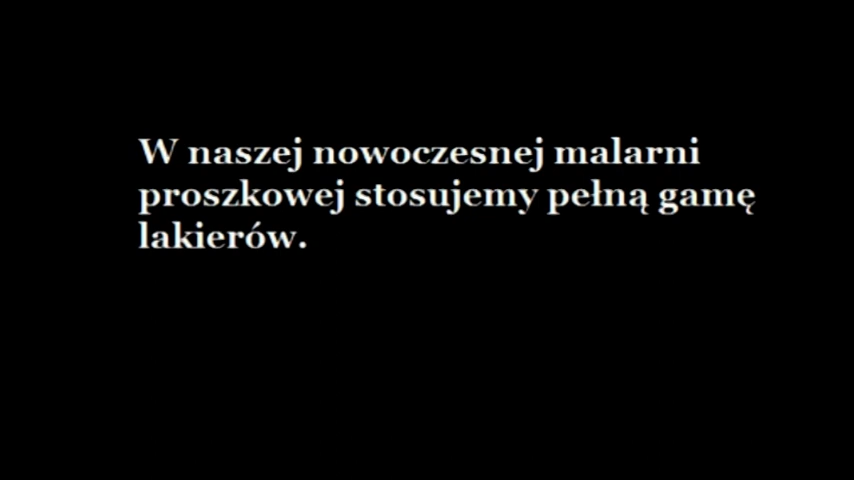 W naszej nowoczesnej malarni
proszkowej stosujemy pełną gamę
lakierów.